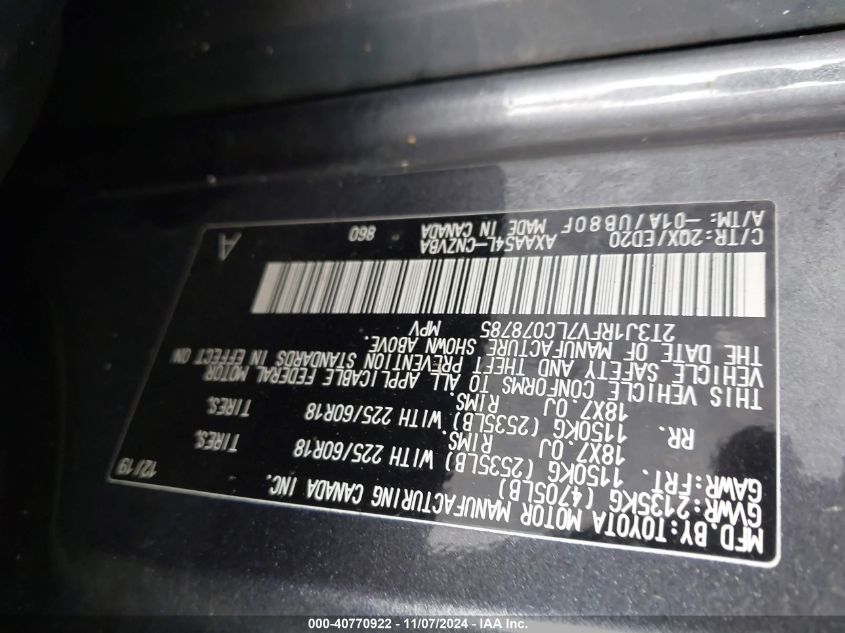 MFD.BY:TOYOTA MOTOR MANUFACTURING CANADA INC.
GVWR:2135KG(4705LB) 12/19
GAWR:FRT. 1150KG(2535LB)WITH 225/60R18 TIRES.
18X7.0J RIMS
RR. 1150KG(2535LB)WITH 225/60R18 TIRES.
18X7.0J RIMS
THIS VEHICLE CONFORMS TO ALL APPLICABLE FEDERAL MOTOR
VEHICLE SAFETY AND THEFT PREVENTION STANDARDS IN EFFECT ON
THE DATE OF MANUFACTURE SHOWN ABOVE.
2T3J1RFV7LC078785 MPV
C/TR:2QX/ED20 AXAA54L-CNZVBA 860 A
A/TM:-01A/UB80F MADE IN CANADA
000-40770922 - 11/07/2024 - IAA Inc.